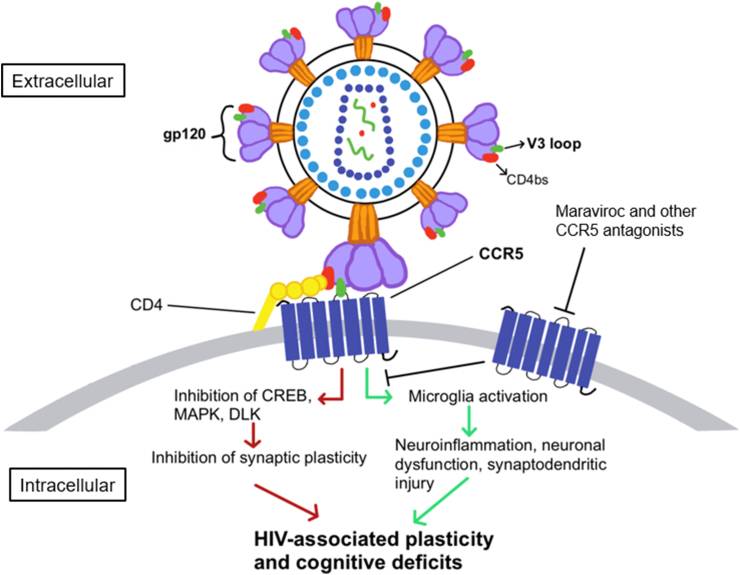 Extracellular
gp120
V3 loop
CD4bs
Maraviroc and other
CCR5 antagonists
CCR5
CD4
Inhibition of CREB,
MAPK, DLK
Microglia activation
Inhibition of synaptic plasticity
Neuroinflammation, neuronal
dysfunction, synaptodendritic
injury
Intracellular
HIV-associated plasticity
and cognitive deficits